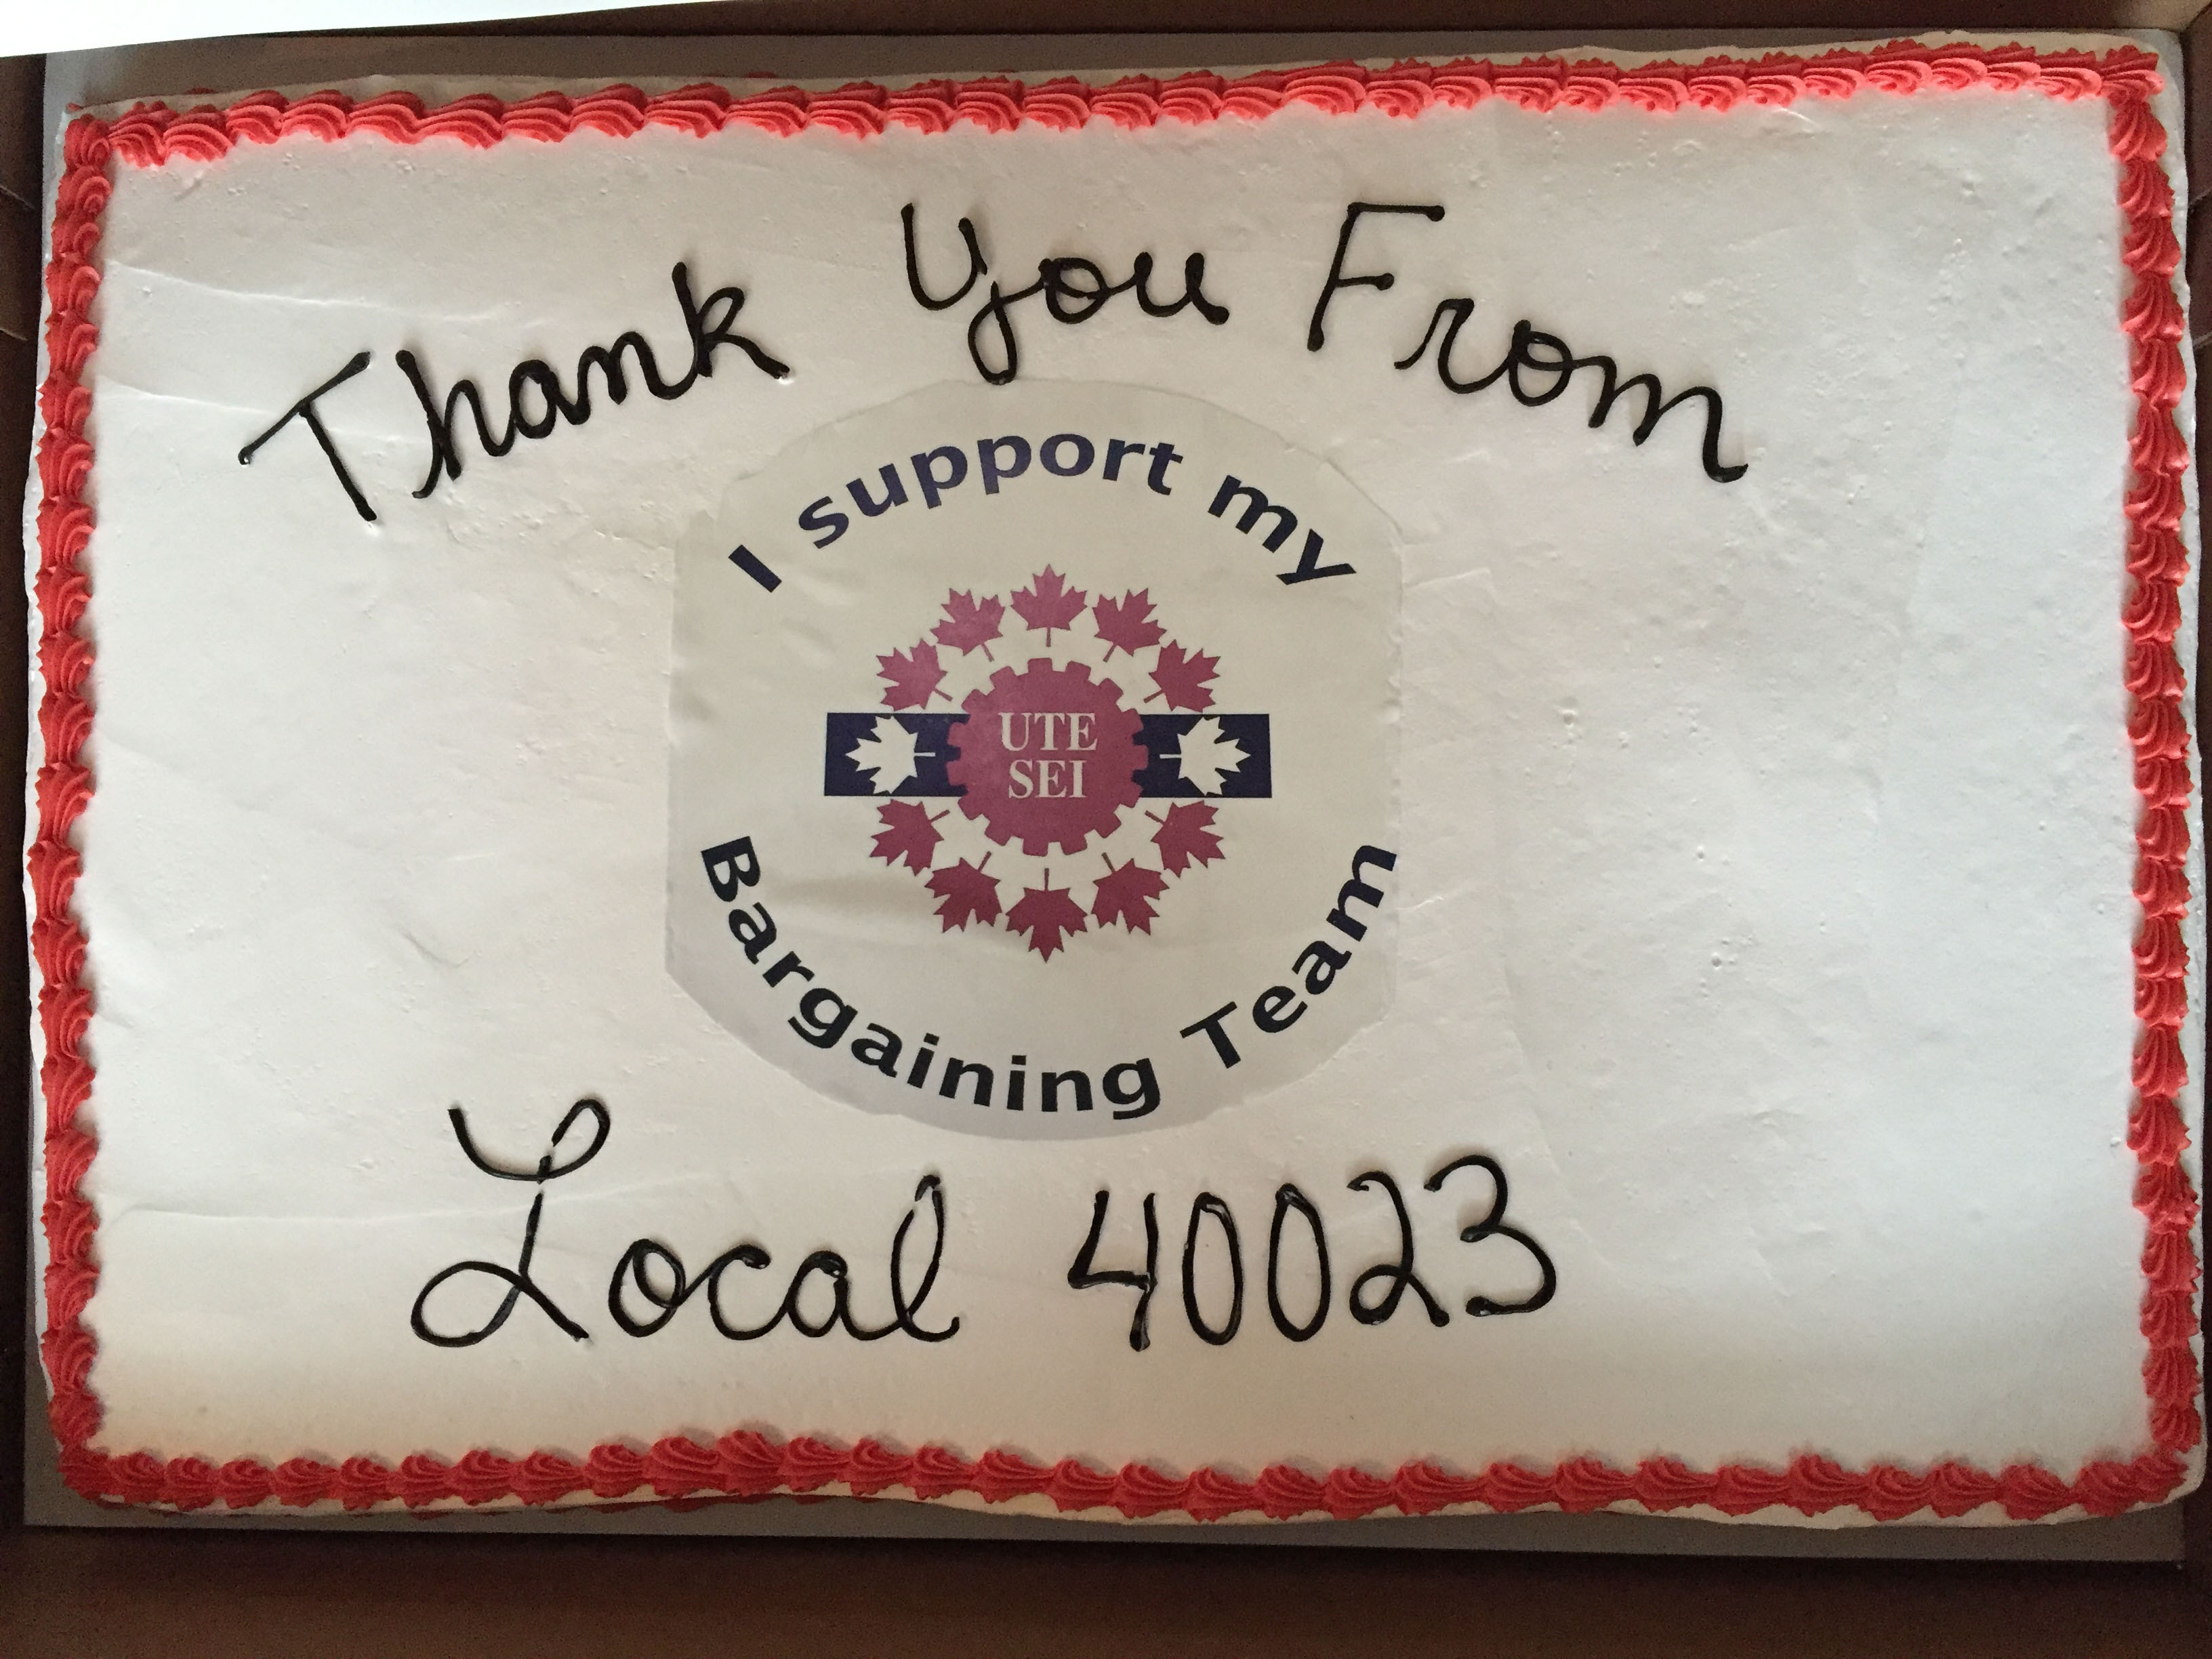 Thank You From
I support my
UTE
SEI
Bargaining Team
Local 40023